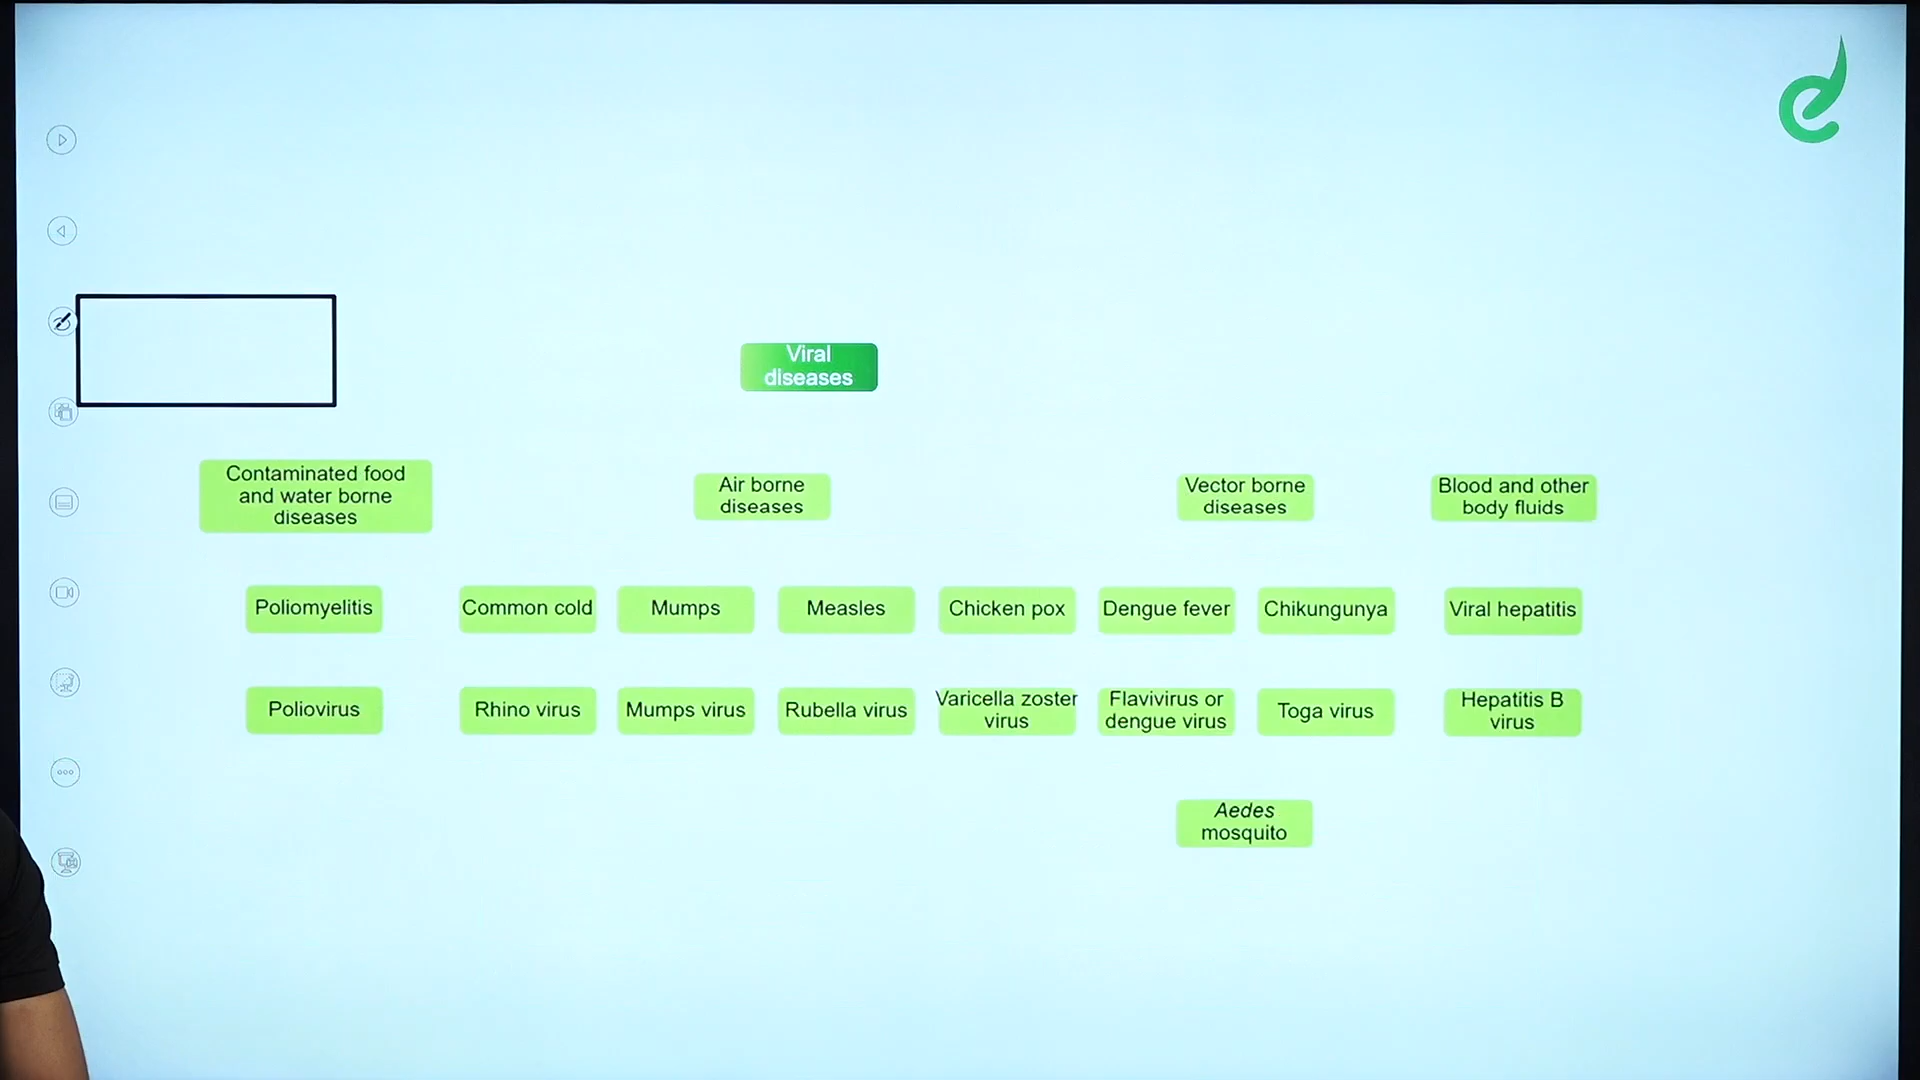 Viral
diseases
Contaminated food
and water borne
diseases
Air borne
diseases
Vector borne
diseases
Blood and other
body fluids
Poliomyelitis
Common cold
Mumps
Measles
Chicken pox
Dengue fever
Chikungunya
Viral hepatitis
Poliovirus
Rhino virus
Mumps virus
Rubella virus
Varicella zoster
virus
Flavivirus or
dengue virus
Toga virus
Hepatitis B
virus
Aedes
mosquito